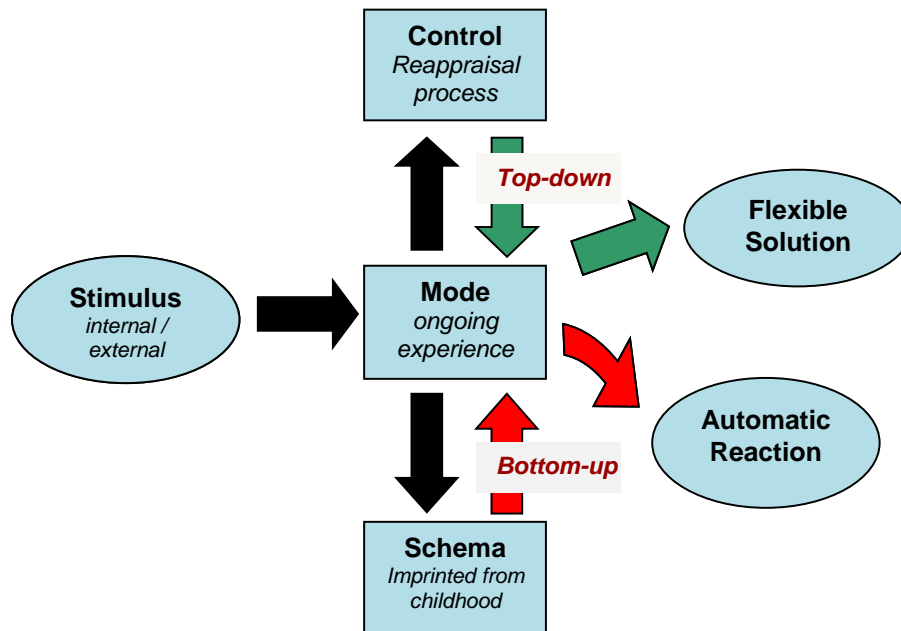 Control
Reappraisal
process
Top-down
Flexible
Solution
Stimulus
internal /
external
Mode
ongoing
experience
Automatic
Reaction
Bottom-up
Schema
Imprinted from
childhood